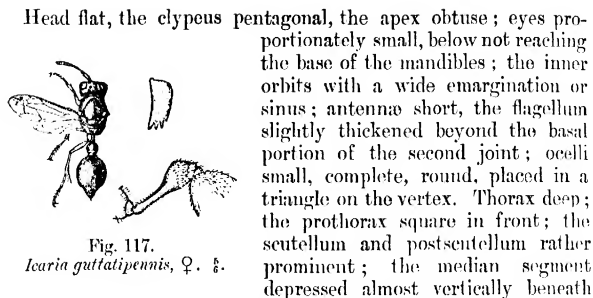 Head flat, the clypeus pentagonal, the apex obtuse; eyes pro-
portionately small, below not reaching
the base of the mandibles; the inner
orbits with a wide emargination or
sinus; antennæ short, the flagellum
slightly thickened beyond the basal
portion of the second joint; ocelli
small, complete, round, placed in a
triangle on the vertex. Thorax deep;
the prothorax square in front; the
scutellum and postscutellum rather
prominent; the median segment
depressed almost vertically beneath
Fig. 117.
Icaria guttatipennis, ♀.